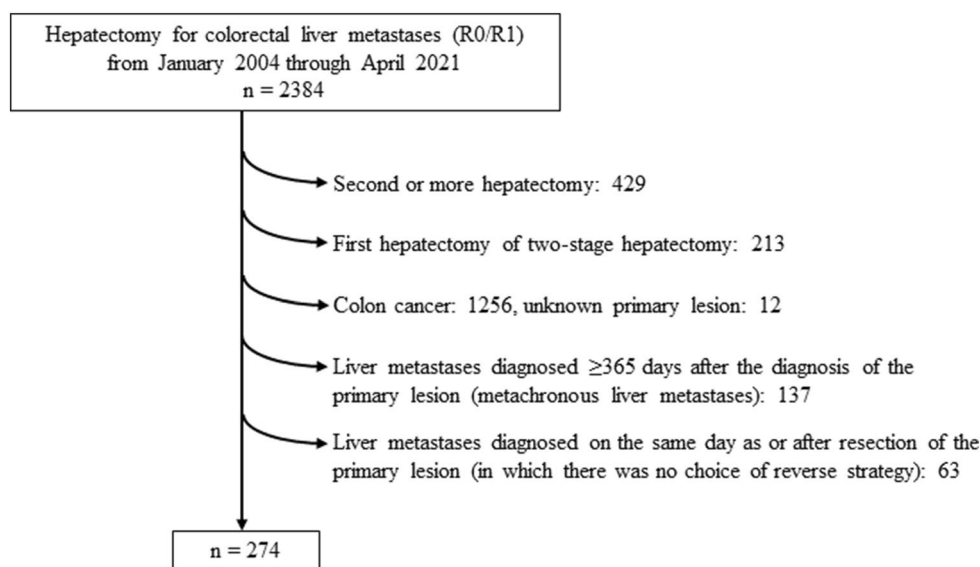 Hepatectomy for colorectal liver metastases (R0/R1)
from January 2004 through April 2021
n = 2384
Second or more hepatectomy: 429
First hepatectomy of two-stage hepatectomy: 213
Colon cancer: 1256, unknown primary lesion: 12
Liver metastases diagnosed ≥365 days after the diagnosis of the
primary lesion (metachronous liver metastases): 137
Liver metastases diagnosed on the same day as or after resection of the
primary lesion (in which there was no choice of reverse strategy): 63
n = 274